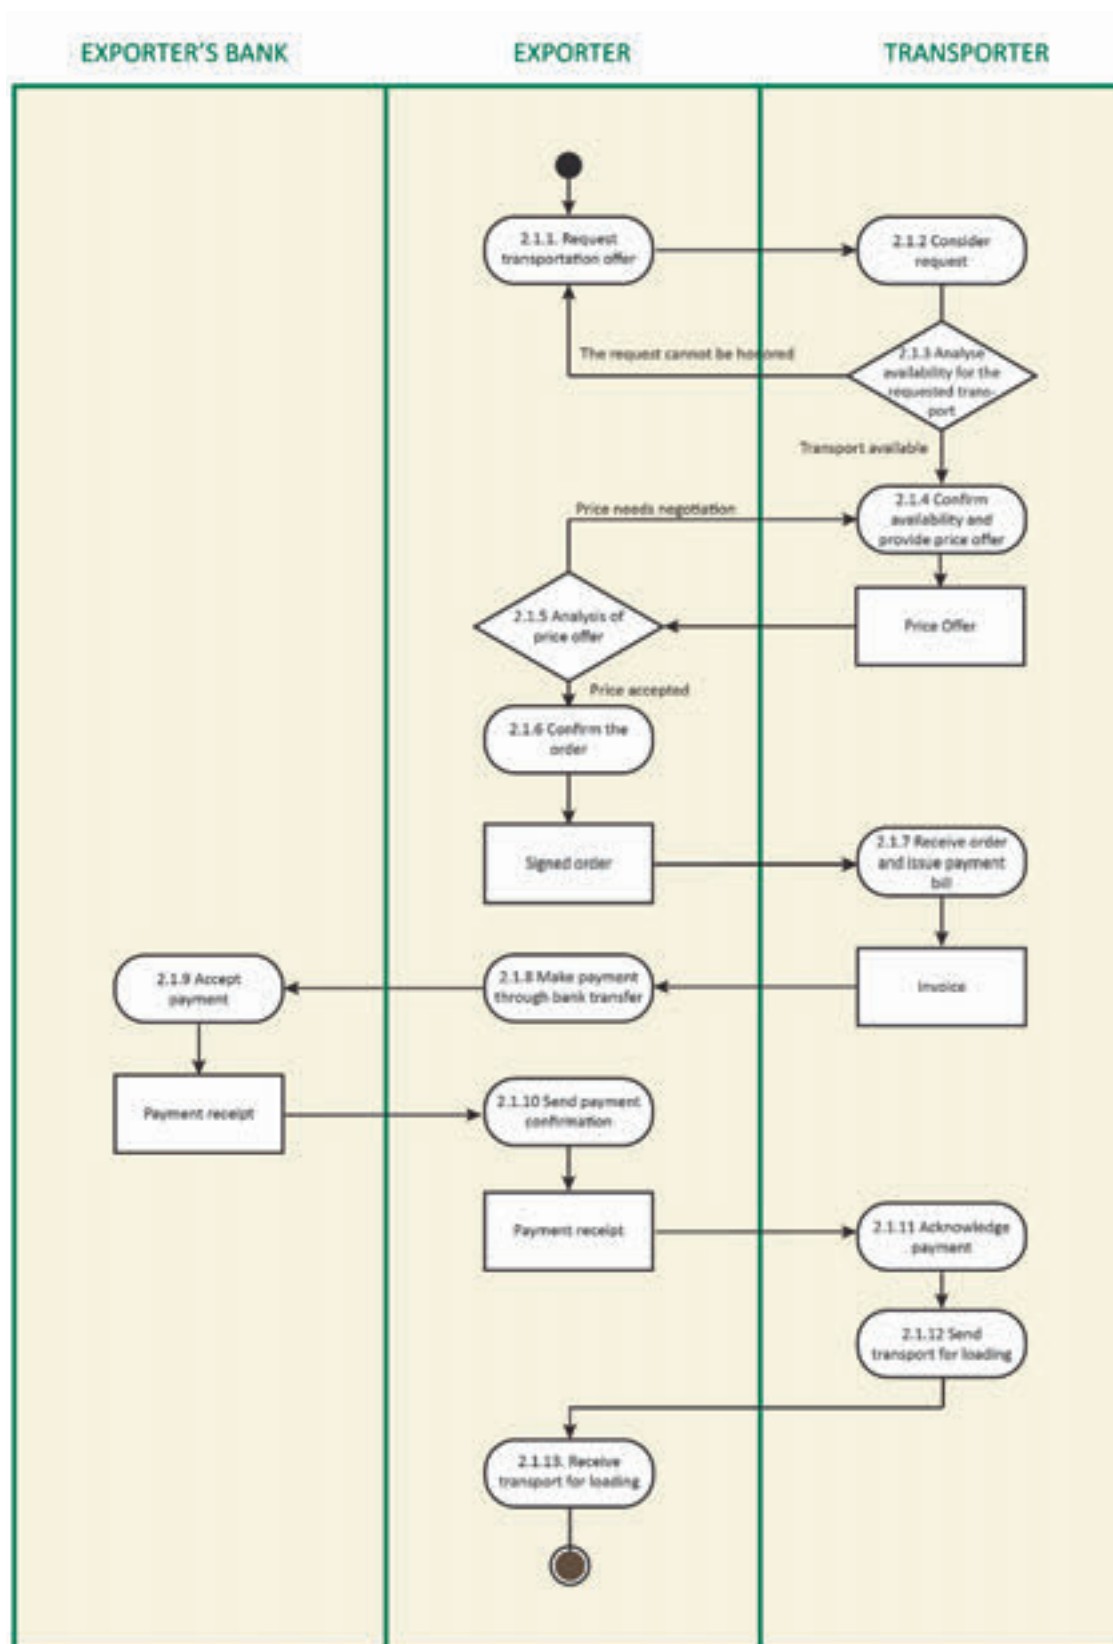 EXPORTER'S BANK
EXPORTER
TRANSPORTER
2.1.1. Request
transportation offer
2.1.2 Consider
request
The request cannot be honored
2.1.3 Analyse
availability for the
requested trans-
port
Transport available
2.1.4 Confirm
availability and
provide price offer
Price needs negotiation
2.1.5 Analysis of
price offer
Price Offer
Price accepted
2.1.6 Confirm the
order
Signed order
2.1.7 Receive order
and issue payment
bill
2.1.9 Accept
payment
2.1.8 Make payment
through bank transfer
Invoice
Payment receipt
2.1.10 Send payment
confirmation
Payment receipt
2.1.11 Acknowledge
payment
2.1.12 Send
transport for loading
2.1.13. Receive
transport for loading